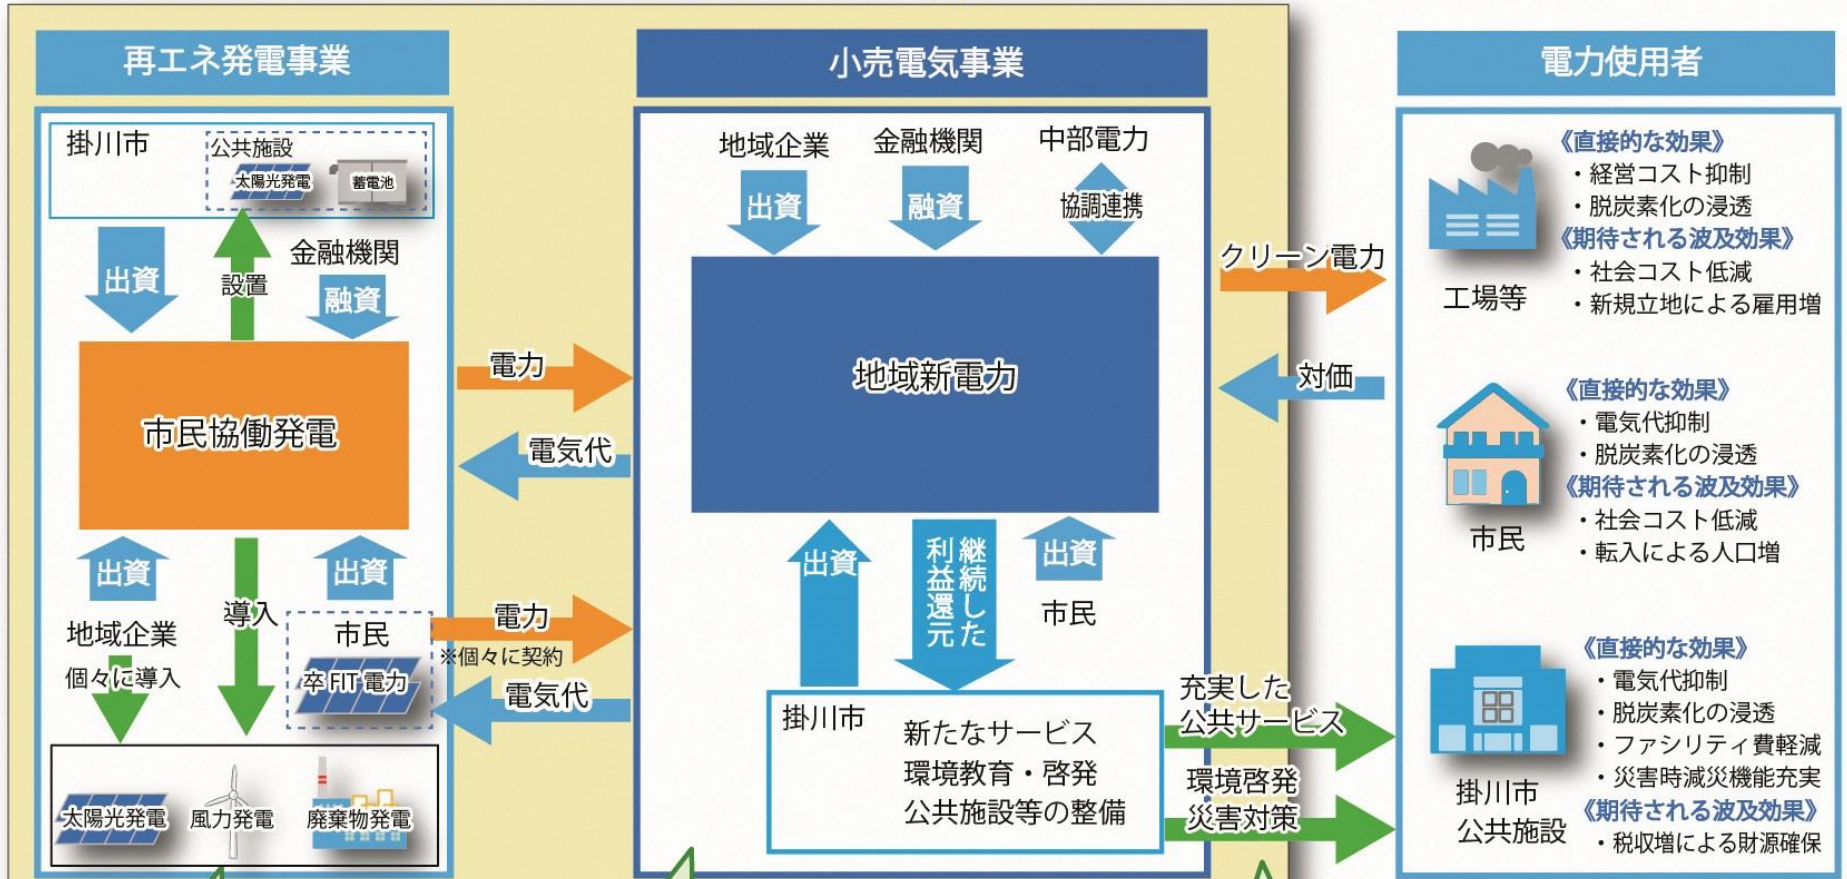 再エネ発電事業
掛川市
公共施設
太陽光発電
蓄電池
出資
設置
金融機関
融資
市民協働発電
出資
出資
導入
地域企業
個々に導入
市民
卒FIT電力
太陽光発電
風力発電
廃棄物発電
電力
電気代
電力
※個々に契約
電気代
小売電気事業
地域企業
金融機関
中部電力
出資
融資
協調連携
地域新電力
出資
継続した
利益還元
出資
市民
掛川市
新たなサービス
環境教育・啓発
公共施設等の整備
クリーン電力
対価
充実した
公共サービス
環境啓発
災害対策
電力使用者
工場等
《直接的な効果》
・経営コスト抑制
・脱炭素化の浸透
《期待される波及効果》
・社会コスト低減
・新規立地による雇用増
市民
《直接的な効果》
・電気代抑制
・脱炭素化の浸透
《期待される波及効果》
・社会コスト低減
・転入による人口増
掛川市
公共施設
《直接的な効果》
・電気代抑制
・脱炭素化の浸透
・ファシリティ費軽減
・災害時減災機能充実
《期待される波及効果》
・税収増による財源確保